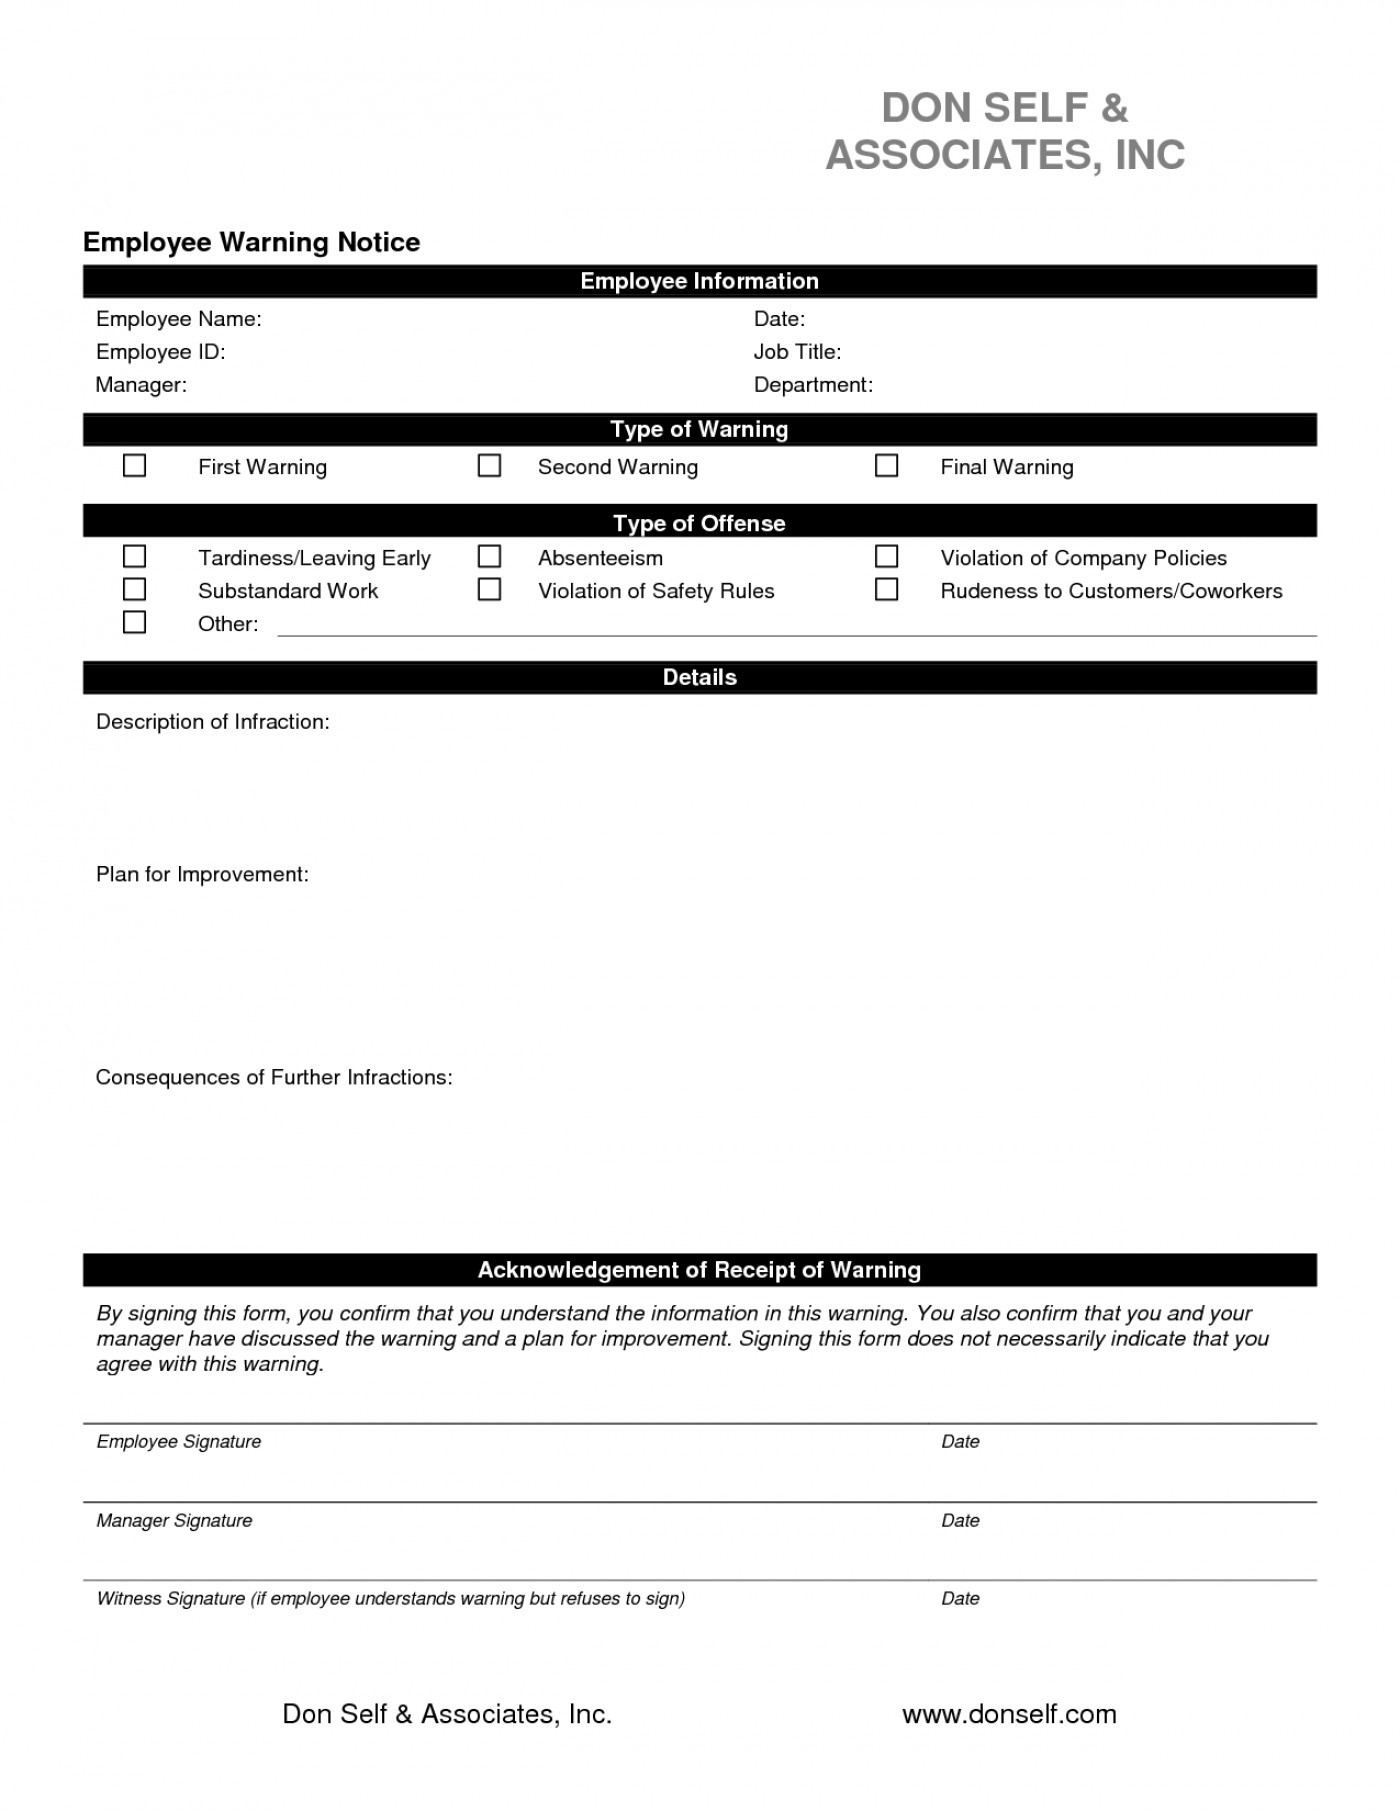 DON SELF &
ASSOCIATES, INC
Employee Warning Notice
Employee Information
Employee Name: Date:
Employee ID: Job Title:
Manager: Department:
Type of Warning
First Warning Second Warning Final Warning
Type of Offense
Tardiness/Leaving Early Absenteeism Violation of Company Policies
Substandard Work Violation of Safety Rules Rudeness to Customers/Coworkers
Other:
Details
Description of Infraction:
Plan for Improvement:
Consequences of Further Infractions:
Acknowledgement of Receipt of Warning
By signing this form, you confirm that you understand the information in this warning. You also confirm that you and your
manager have discussed the warning and a plan for improvement. Signing this form does not necessarily indicate that you
agree with this warning.
Employee Signature Date
Manager Signature Date
Witness Signature (if employee understands warning but refuses to sign) Date
Don Self & Associates, Inc. www.donself.com